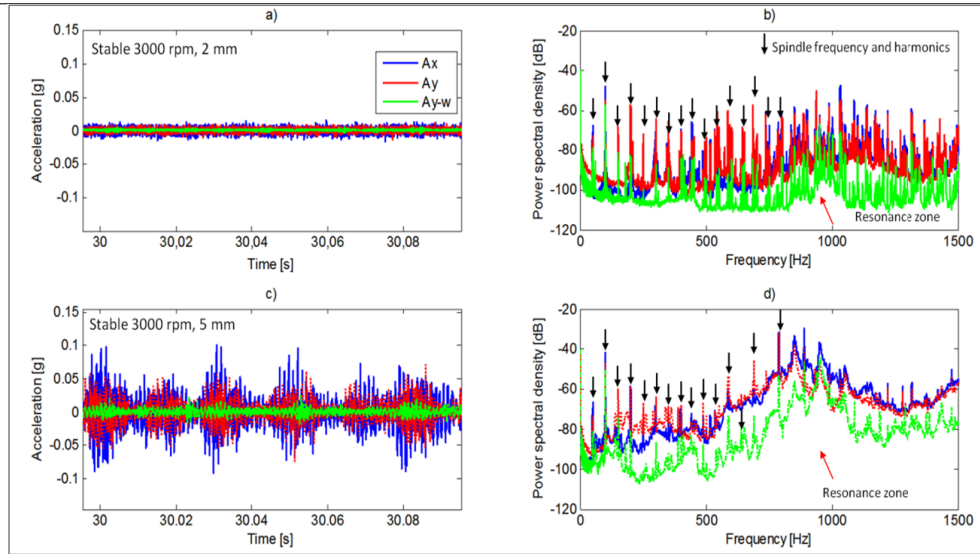 a)
Stable 3000 rpm, 2 mm
Ax
Ay
Ay-w
0.15
0.1
0.05
0
-0.05
-0.1
Acceleration [g]
30
30,02
30,04
30,06
30,08
Time [s]
b)
Spindle frequency and harmonics
-20
-40
-60
-80
-100
-120
Power spectral density [dB]
Resonance zone
0
500
1000
1500
Frequency [Hz]
c)
Stable 3000 rpm, 5 mm
0.15
0.1
0.05
0
-0.05
-0.1
Acceleration [g]
30
30,02
30,04
30,06
30,08
Time [s]
d)
-20
-40
-60
-80
-100
-120
Power spectral density [dB]
Resonance zone
0
500
1000
1500
Frequency [Hz]